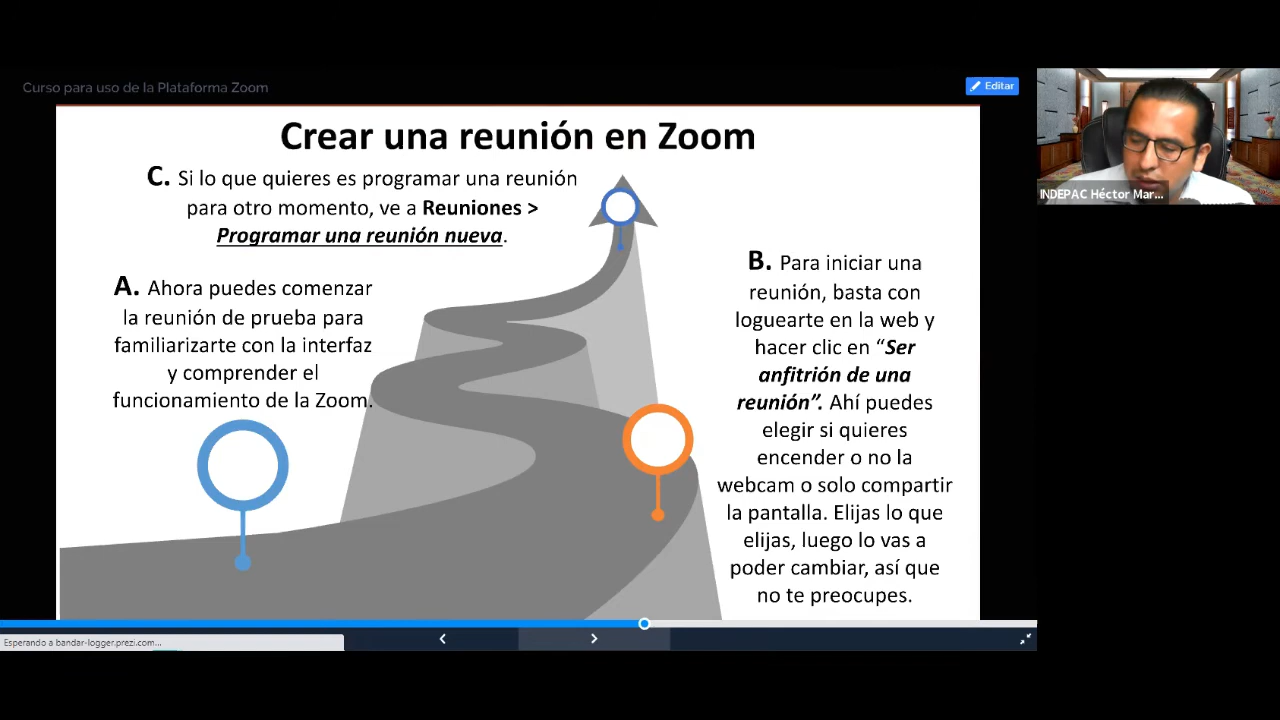 Curso para uso de la Plataforma Zoom
Editar
Crear una reunión en Zoom
C. Si lo que quieres es programar una reunión
para otro momento, ve a Reuniones >
Programar una reunión nueva.
A. Ahora puedes comenzar
la reunión de prueba para
familiarizarte con la interfaz
y comprender el
funcionamiento de la Zoom.
B. Para iniciar una
reunión, basta con
loguearte en la web y
hacer clic en “Ser
anfitrión de una
reunión”. Ahí puedes
elegir si quieres
encender o no la
webcam o solo compartir
la pantalla. Elijas lo que
elijas, luego lo vas a
poder cambiar, así que
no te preocupes.
INDEPAC Héctor Mar...
Esperando a bandar-logger.prezi.com...